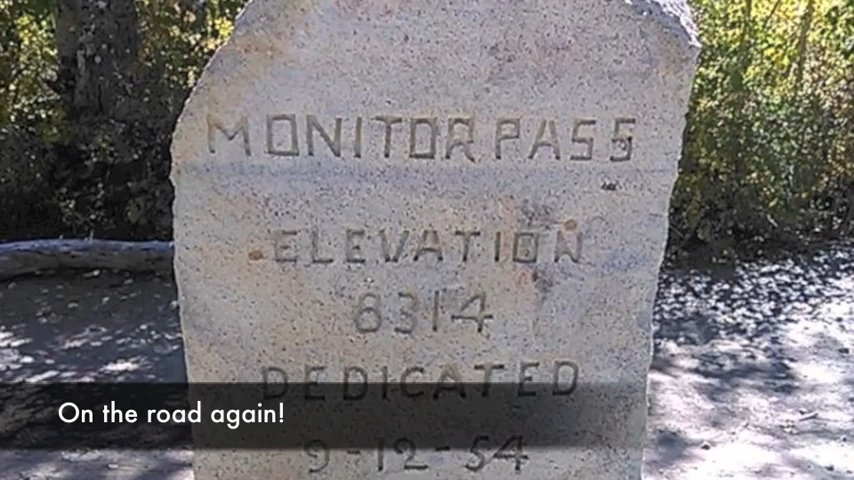 MONITOR PASS
ELEVATION
8314
DEDICATED
On the road again!
9-12-54